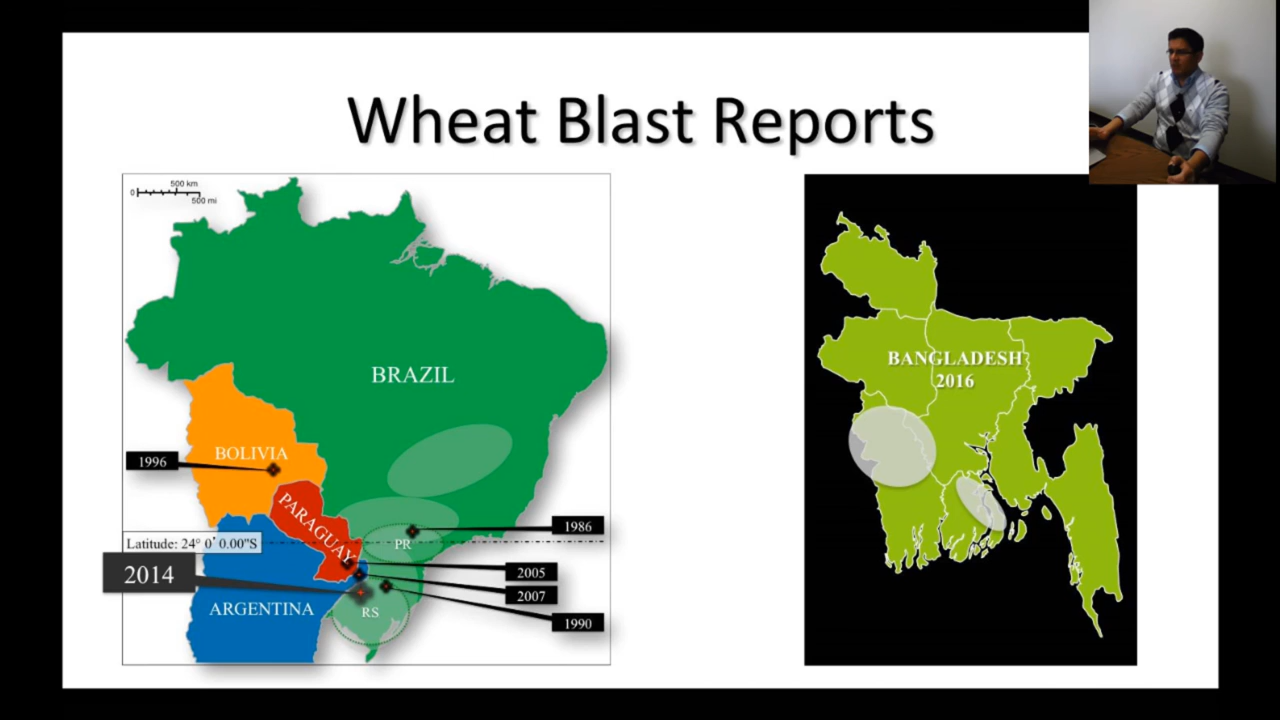 Wheat Blast Reports
500 km
0
500 mi
BRAZIL
BOLIVIA
1996
PARAGUAY
1986
PR
Latitude: 24° 0' 0.00"S
2014
2005
2007
ARGENTINA
RS
1990
BANGLADESH
2016